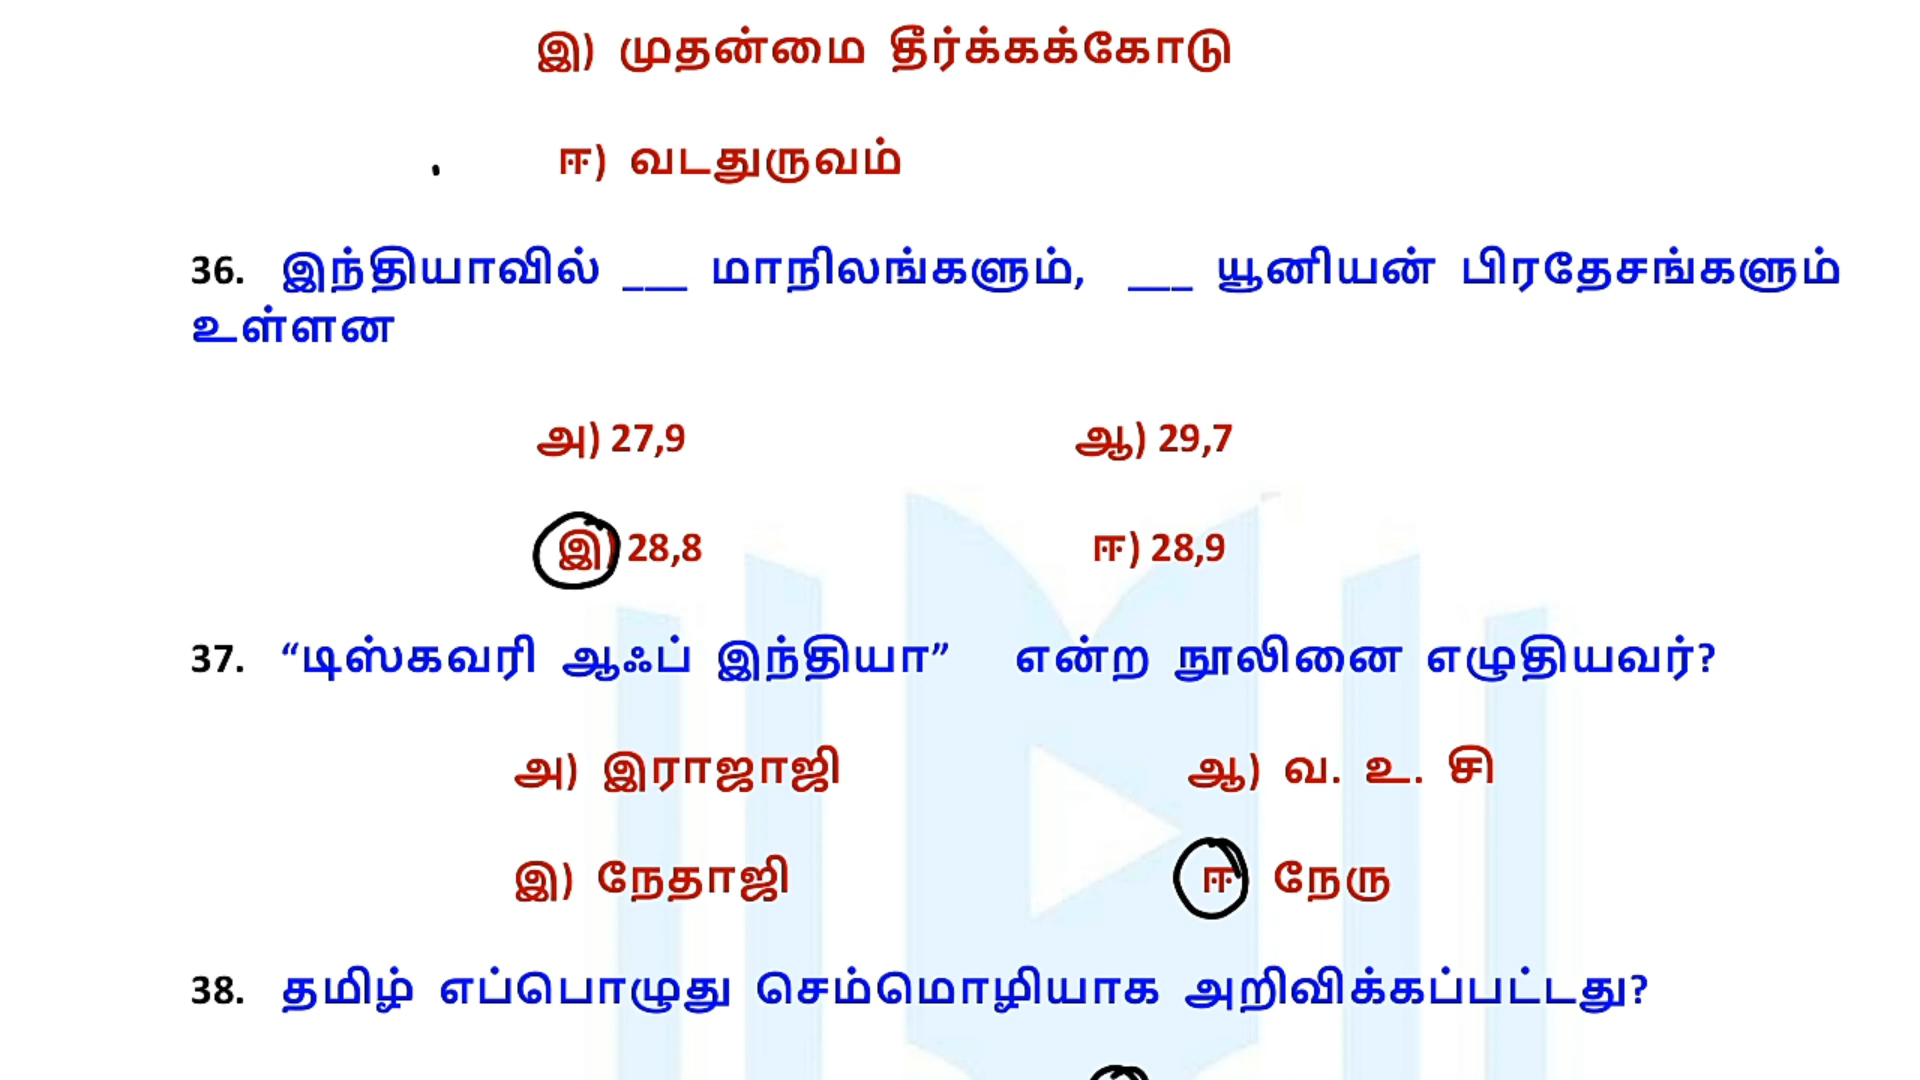 இ) முதன்மை தீர்க்கக்கோடு
ஈ) வடதுருவம்
36. இந்தியாவில் ___ மாநிலங்களும், ___ யூனியன் பிரதேசங்களும்
உள்ளன
அ) 27,9 ஆ) 29,7
இ) 28,8 ஈ) 28,9
37. “டிஸ்கவரி ஆஃப் இந்தியா” என்ற நூலினை எழுதியவர்?
அ) இராஜாஜி ஆ) வ. உ. சி
இ) நேதாஜி ஈ) நேரு
38. தமிழ் எப்பொழுது செம்மொழியாக அறிவிக்கப்பட்டது?